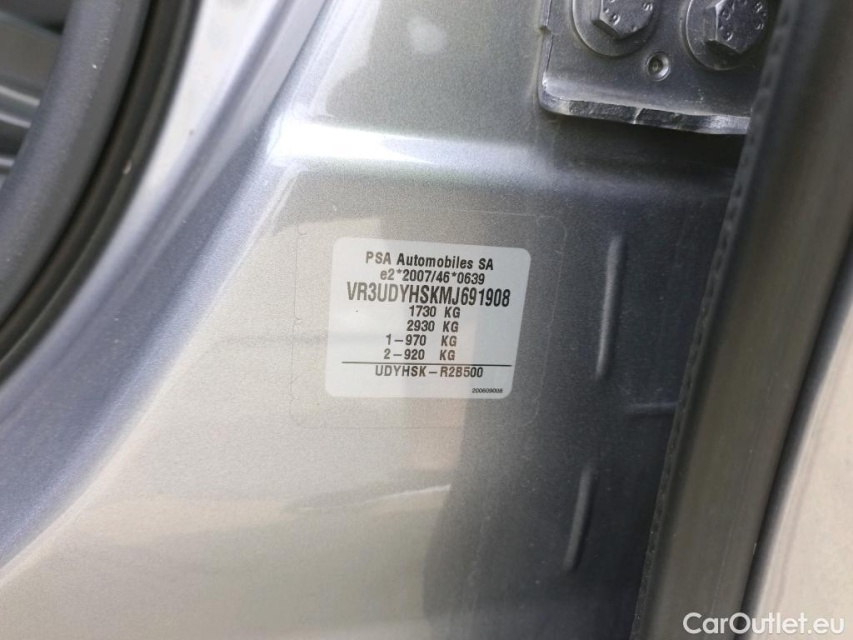 PSA Automobiles SA
e2*2007/46*0639
VR3UDYHSKMJ691908
1730 KG
2930 KG
1-970 KG
2-920 KG
UDYHSK-R2B500
200609008
CarOutlet.eu